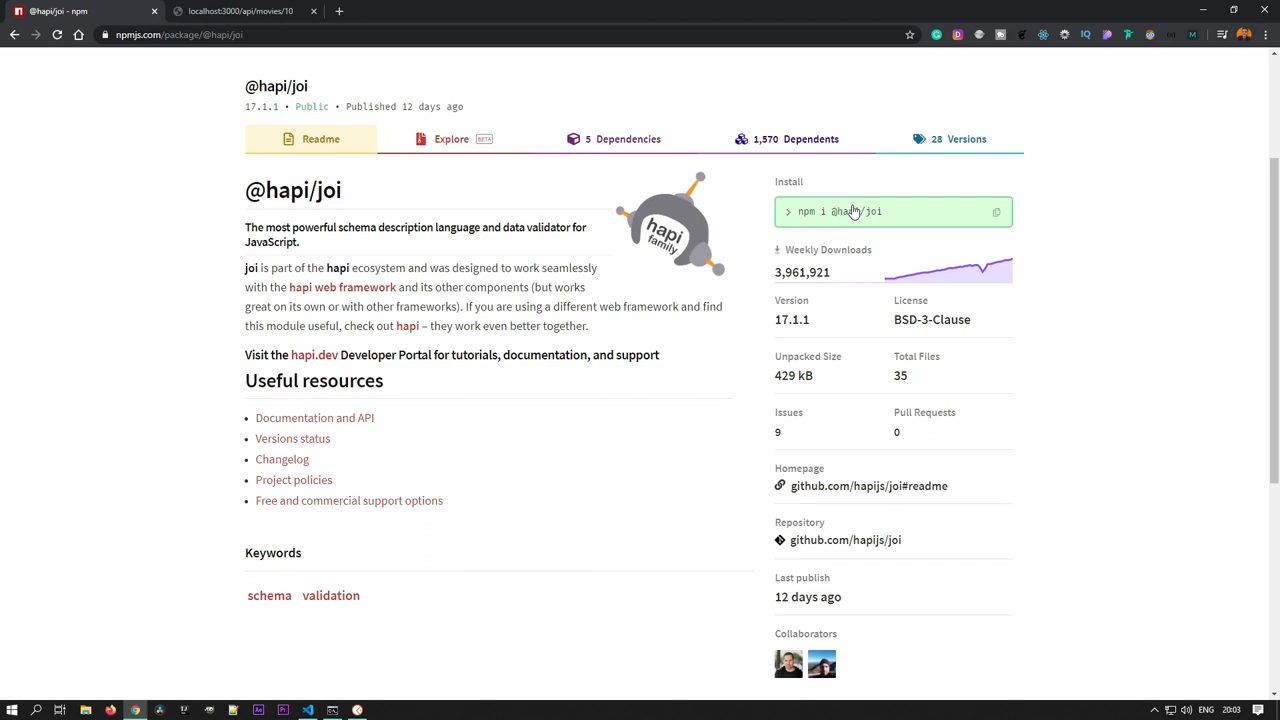 @hapi/joi - npm
localhost:3000/api/movies/10
npmjs.com/package/@hapi/joi
@hapi/joi
17.1.1 • Public • Published 12 days ago
Readme
Explore BETA
5 Dependencies
1,570 Dependents
28 Versions
@hapi/joi
hapi
family
The most powerful schema description language and data validator for
JavaScript.
joi is part of the hapi ecosystem and was designed to work seamlessly
with the hapi web framework and its other components (but works
great on its own or with other frameworks). If you are using a different web framework and find
this module useful, check out hapi – they work even better together.
Visit the hapi.dev Developer Portal for tutorials, documentation, and support
Useful resources
• Documentation and API
• Versions status
• Changelog
• Project policies
• Free and commercial support options
Keywords
schema validation
Install
npm i @hapi/joi
Weekly Downloads
3,961,921
Version License
17.1.1 BSD-3-Clause
Unpacked Size Total Files
429 kB 35
Issues Pull Requests
9 0
Homepage
github.com/hapijs/joi#readme
Repository
github.com/hapijs/joi
Last publish
12 days ago
Collaborators
ENG 20:03